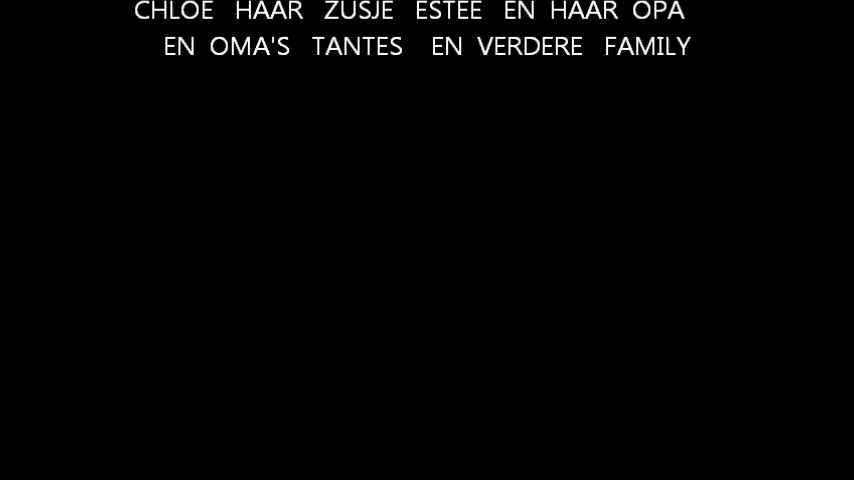 CHLOE HAAR ZUSJE ESTEE EN HAAR OPA
EN OMA'S TANTES EN VERDERE FAMILY